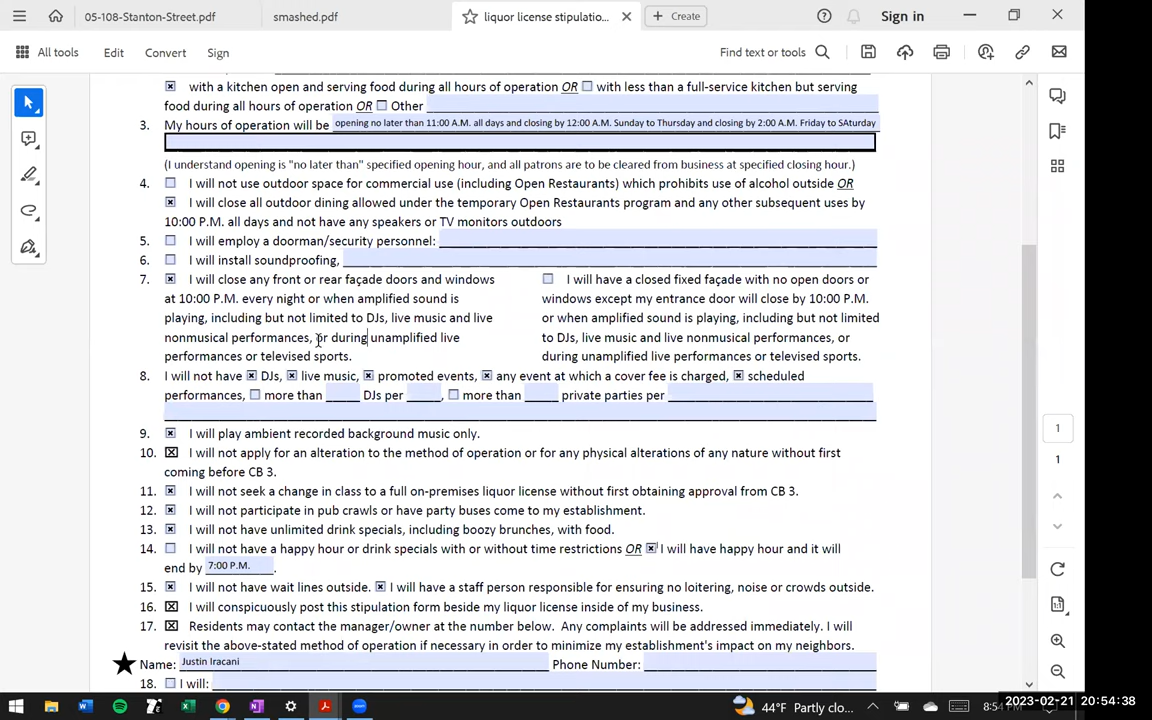 05-108-Stanton-Street.pdf smashed.pdf liquor license stipulatio... Create Sign in
All tools Edit Convert Sign Find text or tools
with a kitchen open and serving food during all hours of operation OR with less than a full-service kitchen but serving
food during all hours of operation OR Other
3. My hours of operation will be opening no later than 11:00 A.M. all days and closing by 12:00 A.M. Sunday to Thursday and closing by 2:00 A.M. Friday to SAturday
(I understand opening is "no later than" specified opening hour, and all patrons are to be cleared from business at specified closing hour.)
4. I will not use outdoor space for commercial use (including Open Restaurants) which prohibits use of alcohol outside OR
I will close all outdoor dining allowed under the temporary Open Restaurants program and any other subsequent uses by
10:00 P.M. all days and not have any speakers or TV monitors outdoors
5. I will employ a doorman/security personnel:
6. I will install soundproofing,
7. I will close any front or rear façade doors and windows
at 10:00 P.M. every night or when amplified sound is
playing, including but not limited to DJs, live music and live
nonmusical performances, or during unamplified live
performances or televised sports.
I will have a closed fixed façade with no open doors or
windows except my entrance door will close by 10:00 P.M.
or when amplified sound is playing, including but not limited
to DJs, live music and live nonmusical performances, or
during unamplified live performances or televised sports.
8. I will not have DJs, live music, promoted events, any event at which a cover fee is charged, scheduled
performances, more than DJs per , more than private parties per
9. I will play ambient recorded background music only.
10. I will not apply for an alteration to the method of operation or for any physical alterations of any nature without first
coming before CB 3.
11. I will not seek a change in class to a full on-premises liquor license without first obtaining approval from CB 3.
12. I will not participate in pub crawls or have party buses come to my establishment.
13. I will not have unlimited drink specials, including boozy brunches, with food.
14. I will not have a happy hour or drink specials with or without time restrictions OR I will have happy hour and it will
end by 7:00 P.M. .
15. I will not have wait lines outside. I will have a staff person responsible for ensuring no loitering, noise or crowds outside.
16. I will conspicuously post this stipulation form beside my liquor license inside of my business.
17. Residents may contact the manager/owner at the number below. Any complaints will be addressed immediately. I will
revisit the above-stated method of operation if necessary in order to minimize my establishment's impact on my neighbors.
Name: Justin Iracani Phone Number:
18. I will:
1
1
44°F Partly clo... 8:54
2023-02-21 20:54:38